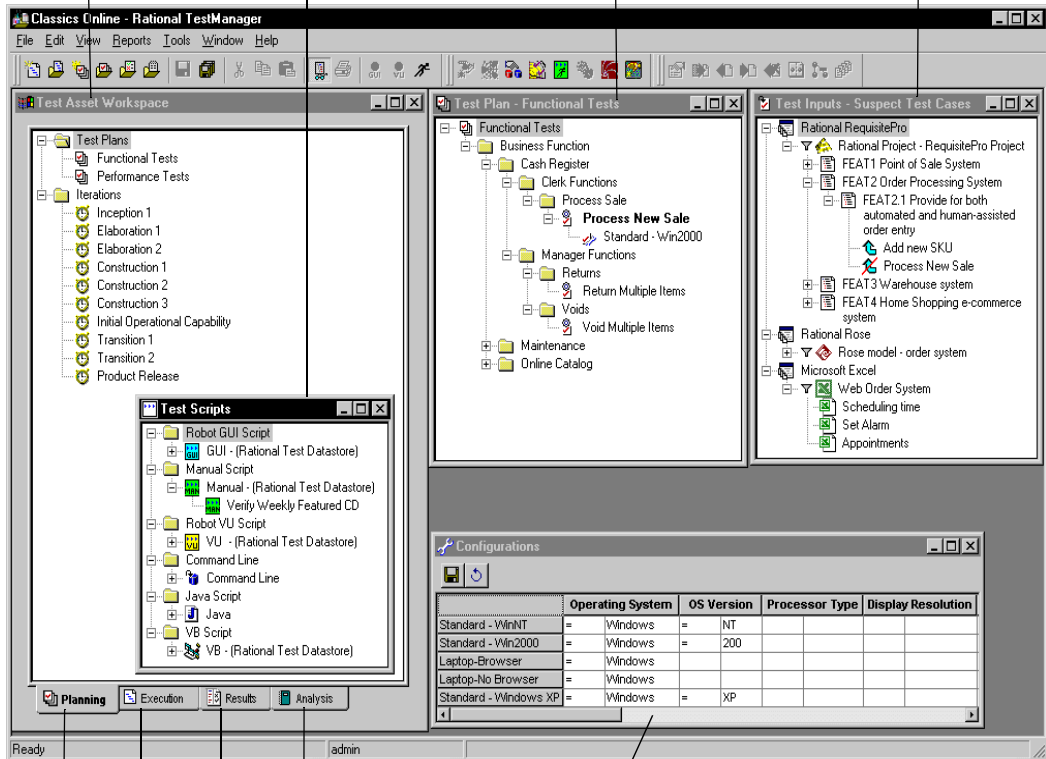 Classics Online - Rational TestManager
File Edit View Reports Tools Window Help
Test Asset Workspace
Test Plans
Functional Tests
Performance Tests
Iterations
Inception 1
Elaboration 1
Elaboration 2
Construction 1
Construction 2
Construction 3
Initial Operational Capability
Transition 1
Transition 2
Product Release
Test Scripts
Robot GUI Script
GUI - (Rational Test Datastore)
Manual Script
Manual - (Rational Test Datastore)
Verify Weekly Featured CD
Robot VU Script
VU - (Rational Test Datastore)
Command Line
Command Line
Java Script
Java
VB Script
VB - (Rational Test Datastore)
Planning Execution Results Analysis
Test Plan - Functional Tests
Functional Tests
Business Function
Cash Register
Clerk Functions
Process Sale
Process New Sale
Standard - Win2000
Manager Functions
Returns
Return Multiple Items
Voids
Void Multiple Items
Maintenance
Online Catalog
Test Inputs - Suspect Test Cases
Rational RequisitePro
Rational Project - RequisitePro Project
FEAT1 Point of Sale System
FEAT2 Order Processing System
FEAT2.1 Provide for both
automated and human-assisted
order entry
Add new SKU
Process New Sale
FEAT3 Warehouse system
FEAT4 Home Shopping e-commerce
system
Rational Rose
Rose model - order system
Microsoft Excel
Web Order System
Scheduling time
Set Alarm
Appointments
Configurations
Operating System OS Version Processor Type Display Resolution
Standard - WinNT = Windows = NT
Standard - Win2000 = Windows = 200
Laptop-Browser = Windows
Laptop-No Browser = Windows
Standard - Windows XP = Windows = XP
Ready admin